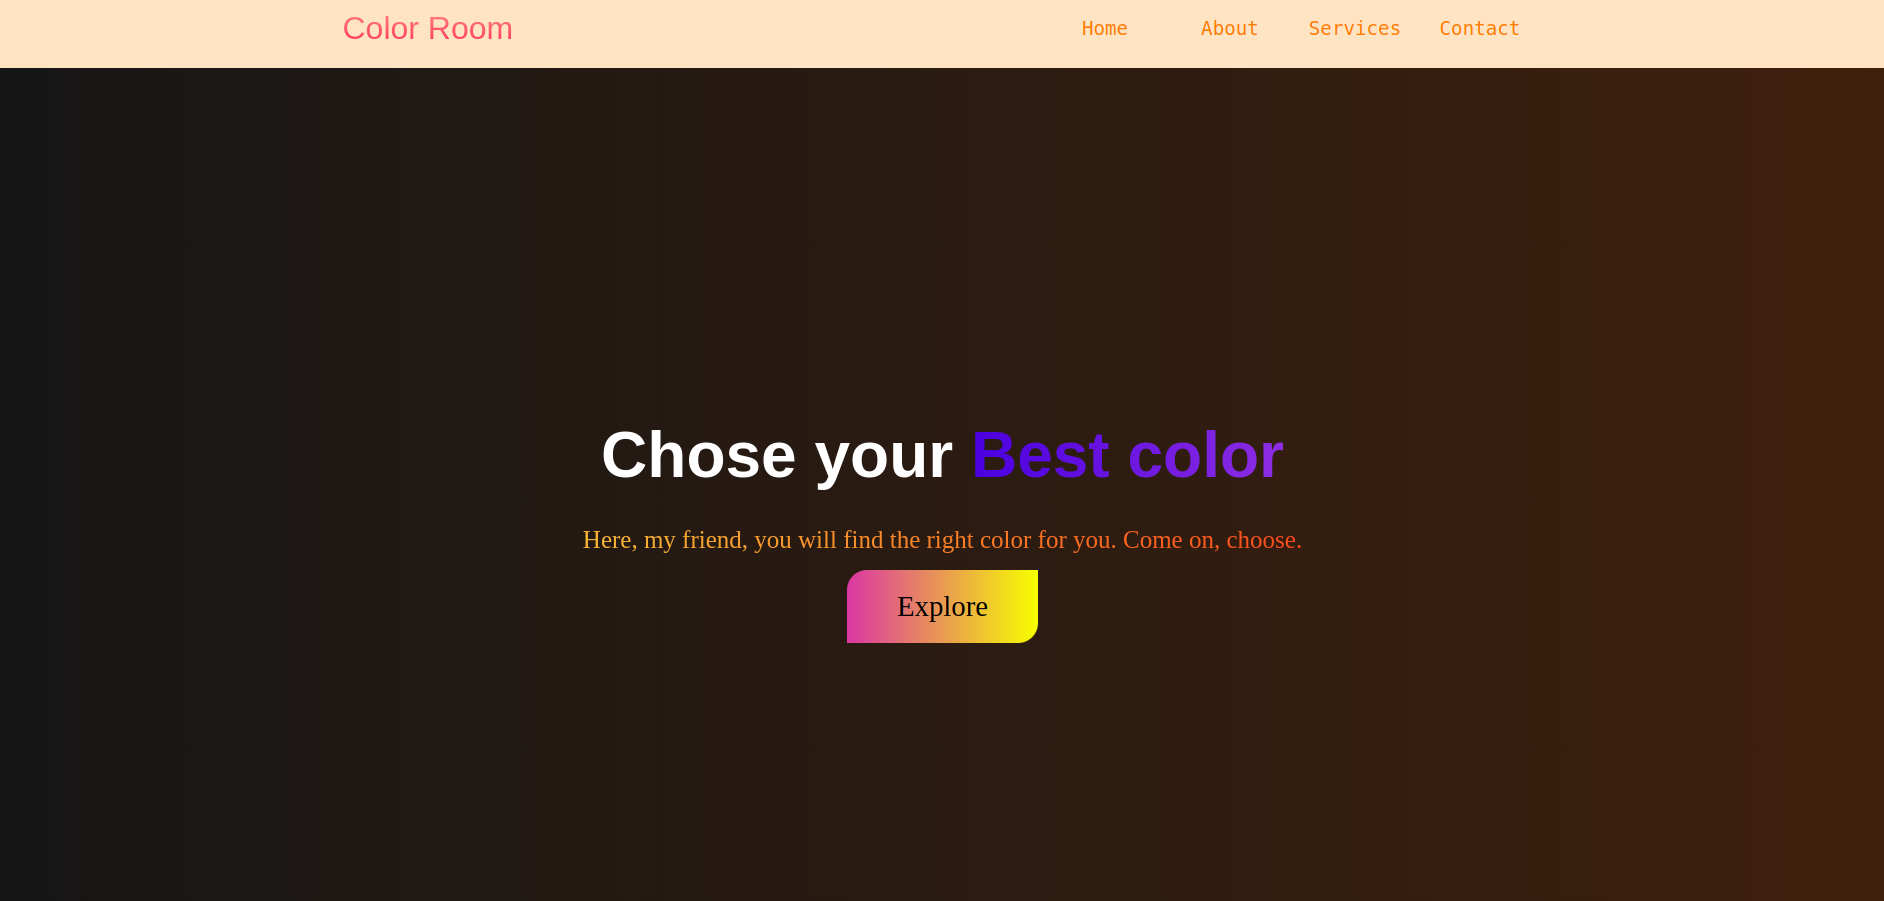 Color Room
Home About Services Contact
Chose your Best color
Here, my friend, you will find the right color for you. Come on, choose.
Explore